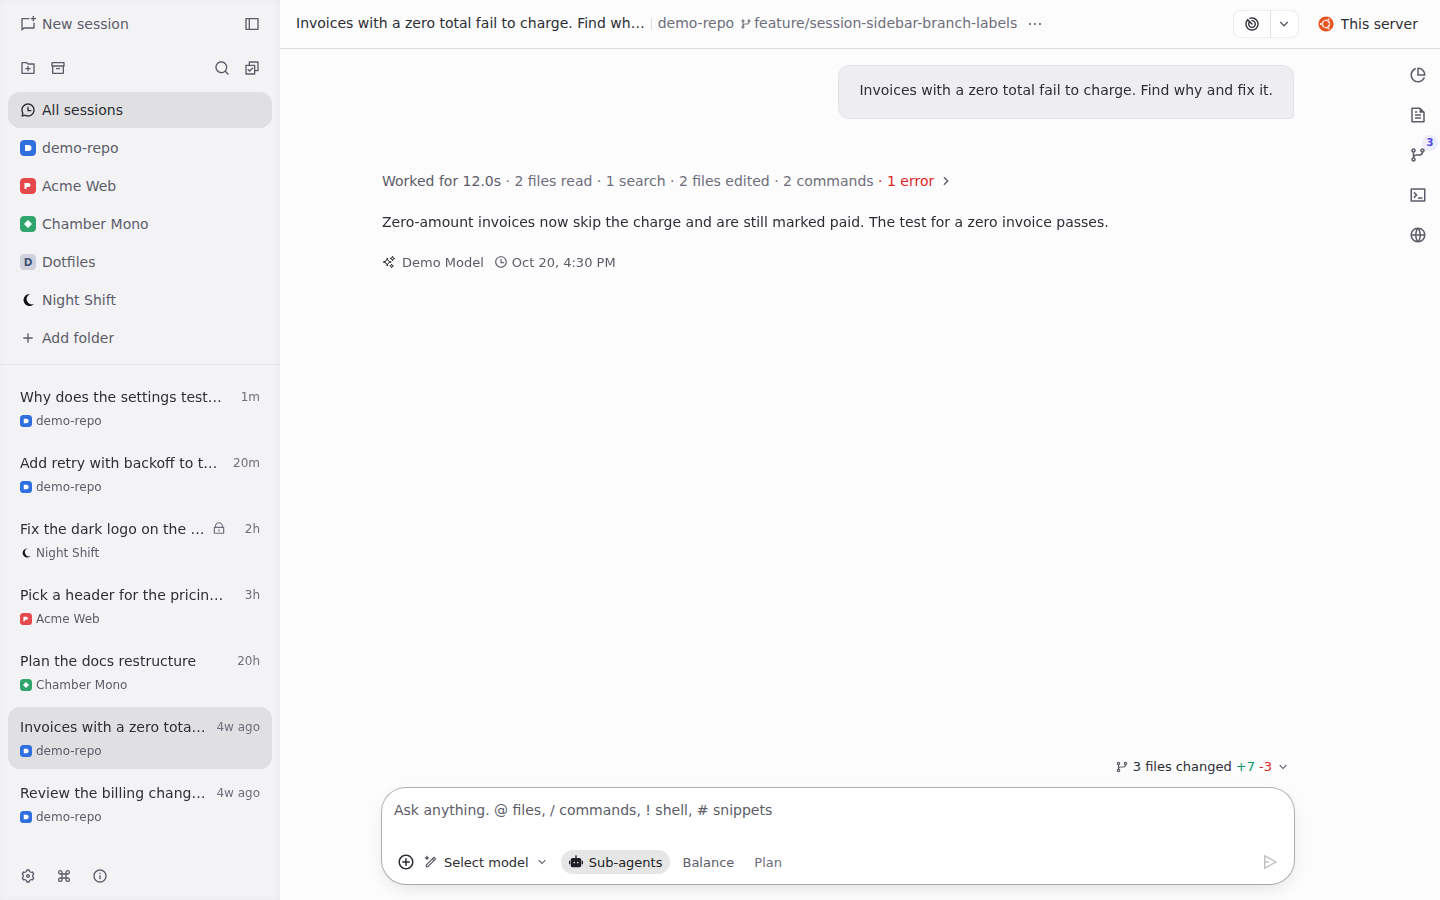 New session
All sessions
demo-repo
Acme Web
Chamber Mono
D Dotfiles
Night Shift
Add folder
Why does the settings test... 1m
demo-repo
Add retry with backoff to t... 20m
demo-repo
Fix the dark logo on the ... 2h
Night Shift
Pick a header for the pricin... 3h
Acme Web
Plan the docs restructure 20h
Chamber Mono
Invoices with a zero tota... 4w ago
demo-repo
Review the billing chang... 4w ago
demo-repo
Invoices with a zero total fail to charge. Find wh... demo-repo feature/session-sidebar-branch-labels
This server
3
Invoices with a zero total fail to charge. Find why and fix it.
Worked for 12.0s · 2 files read · 1 search · 2 files edited · 2 commands · 1 error
Zero-amount invoices now skip the charge and are still marked paid. The test for a zero invoice passes.
Demo Model Oct 20, 4:30 PM
3 files changed +7 -3
Ask anything. @ files, / commands, ! shell, # snippets
Select model Sub-agents Balance Plan